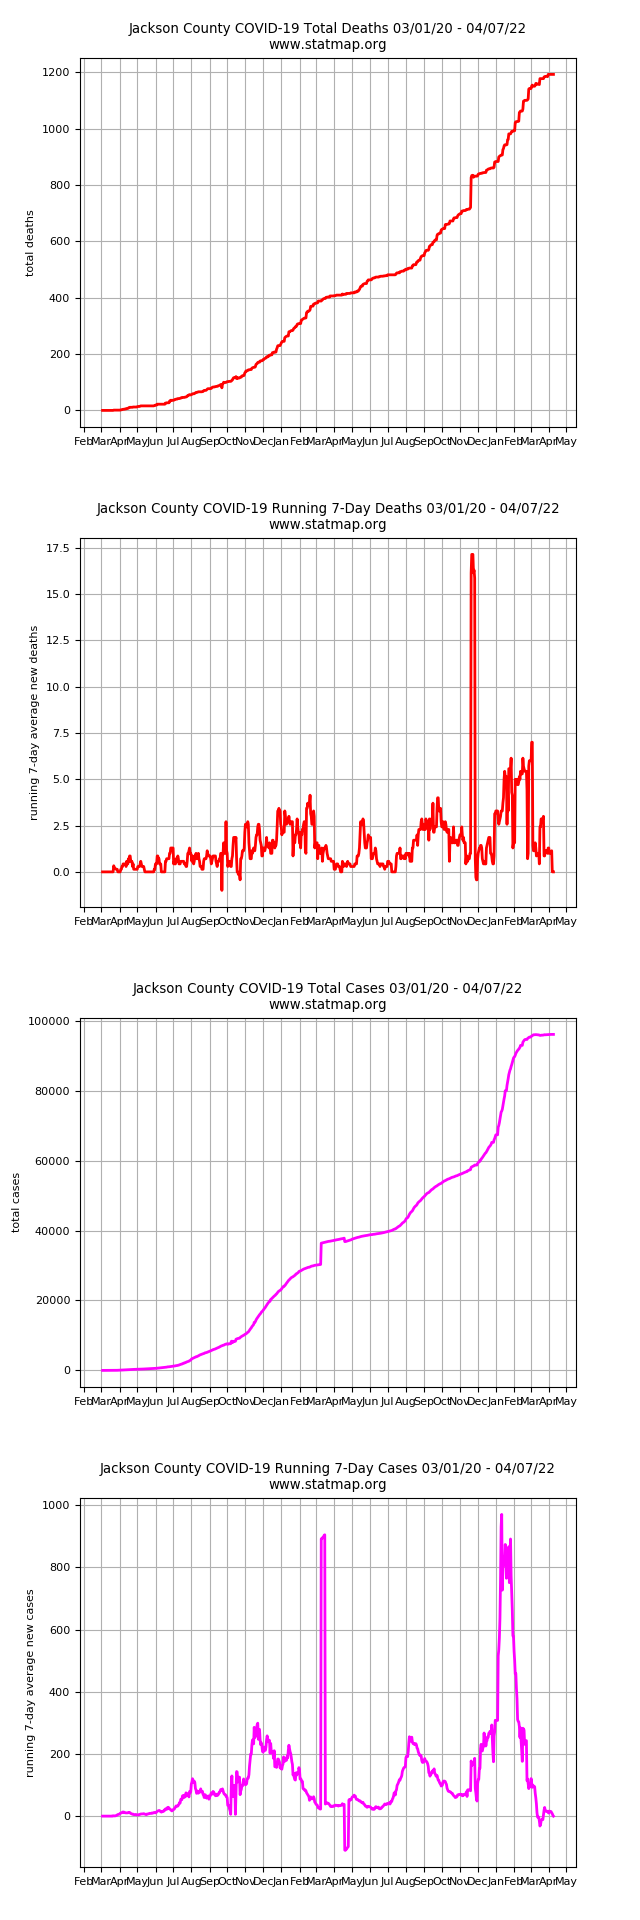 Jackson County COVID-19 Total Deaths 03/01/20 - 04/07/22
www.statmap.org
1200
1000
800
600
400
200
0
total deaths
Feb Mar Apr May Jun Jul Aug Sep Oct Nov Dec Jan Feb Mar Apr May Jun Jul Aug Sep Oct Nov Dec Jan Feb Mar Apr May
Jackson County COVID-19 Running 7-Day Deaths 03/01/20 - 04/07/22
www.statmap.org
17.5
15.0
12.5
10.0
7.5
5.0
2.5
0.0
running 7-day average new deaths
Feb Mar Apr May Jun Jul Aug Sep Oct Nov Dec Jan Feb Mar Apr May Jun Jul Aug Sep Oct Nov Dec Jan Feb Mar Apr May
Jackson County COVID-19 Total Cases 03/01/20 - 04/07/22
www.statmap.org
100000
80000
60000
40000
20000
0
total cases
Feb Mar Apr May Jun Jul Aug Sep Oct Nov Dec Jan Feb Mar Apr May Jun Jul Aug Sep Oct Nov Dec Jan Feb Mar Apr May
Jackson County COVID-19 Running 7-Day Cases 03/01/20 - 04/07/22
www.statmap.org
1000
800
600
400
200
0
running 7-day average new cases
Feb Mar Apr May Jun Jul Aug Sep Oct Nov Dec Jan Feb Mar Apr May Jun Jul Aug Sep Oct Nov Dec Jan Feb Mar Apr May